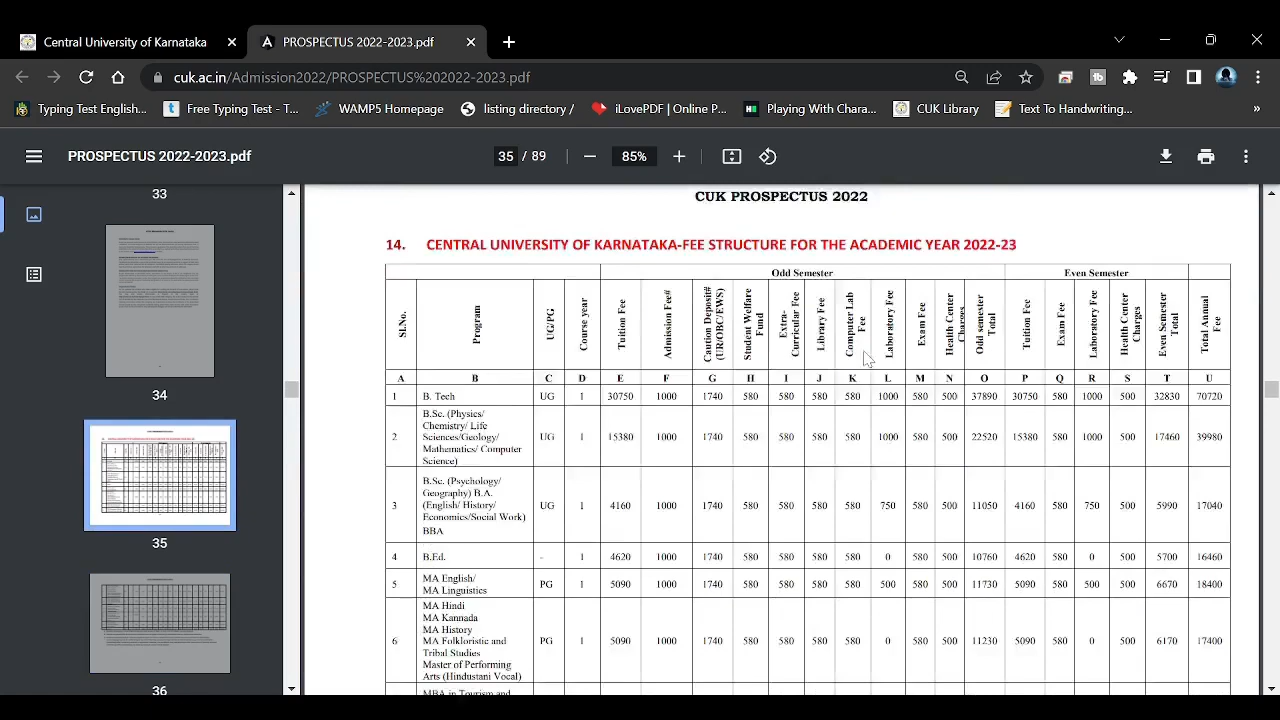 Central University of Karnataka
PROSPECTUS 2022-2023.pdf
cuk.ac.in/Admission2022/PROSPECTUS%202022-2023.pdf
Typing Test English...
Free Typing Test - T...
WAMP5 Homepage
listing directory /
iLovePDF | Online P...
Playing With Chara...
CUK Library
Text To Handwriting...
»
PROSPECTUS 2022-2023.pdf
35 / 89
85%
33
34
35
36
CUK PROSPECTUS 2022
14. CENTRAL UNIVERSITY OF KARNATAKA-FEE STRUCTURE FOR THE ACADEMIC YEAR 2022-23
Odd Semester Even Semester
Sl.No.
Program
UG/PG
Course year
Tuition Fee
Admission Fee#
Caution Deposit#
(UR/OBC/EWS)
Student Welfare
Fund
Extra-
Curricular Fee
Library Fee
Computer Lab
Fee
Laboratory Fee
Exam Fee
Health Center
Charges
Odd semester
Total
Tuition Fee
Exam Fee
Laboratory Fee
Health Center
Charges
Even Semester
Total
Total Annual
Fee
A B C D E F G H I J K L M N O P Q R S T U
1 B. Tech UG 1 30750 1000 1740 580 580 580 580 1000 580 500 37890 30750 580 1000 500 32830 70720
B.Sc. (Physics/
Chemistry/ Life
2 Sciences/Geology/ UG 1 15380 1000 1740 580 580 580 580 1000 580 500 22520 15380 580 1000 500 17460 39980
Mathematics/ Computer
Science)
B.Sc. (Psychology/
Geography) B.A.
3 (English/ History/ UG 1 4160 1000 1740 580 580 580 580 750 580 500 11050 4160 580 750 500 5990 17040
Economics/Social Work)
BBA
4 B.Ed. - 1 4620 1000 1740 580 580 580 580 0 580 500 10760 4620 580 0 500 5700 16460
5 MA English/ PG 1 5090 1000 1740 580 580 580 580 500 580 500 11730 5090 580 500 500 6670 18400
MA Linguistics
MA Hindi
MA Kannada
MA History
6 MA Folkloristic and PG 1 5090 1000 1740 580 580 580 580 0 580 500 11230 5090 580 0 500 6170 17400
Tribal Studies
Master of Performing
Arts (Hindustani Vocal)
MBA in Tourism and